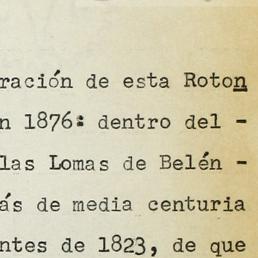 ración de esta Roton
n 1876: dentro del -
las Lomas de Belén -
ás de media centuria
ntes de 1823, de que